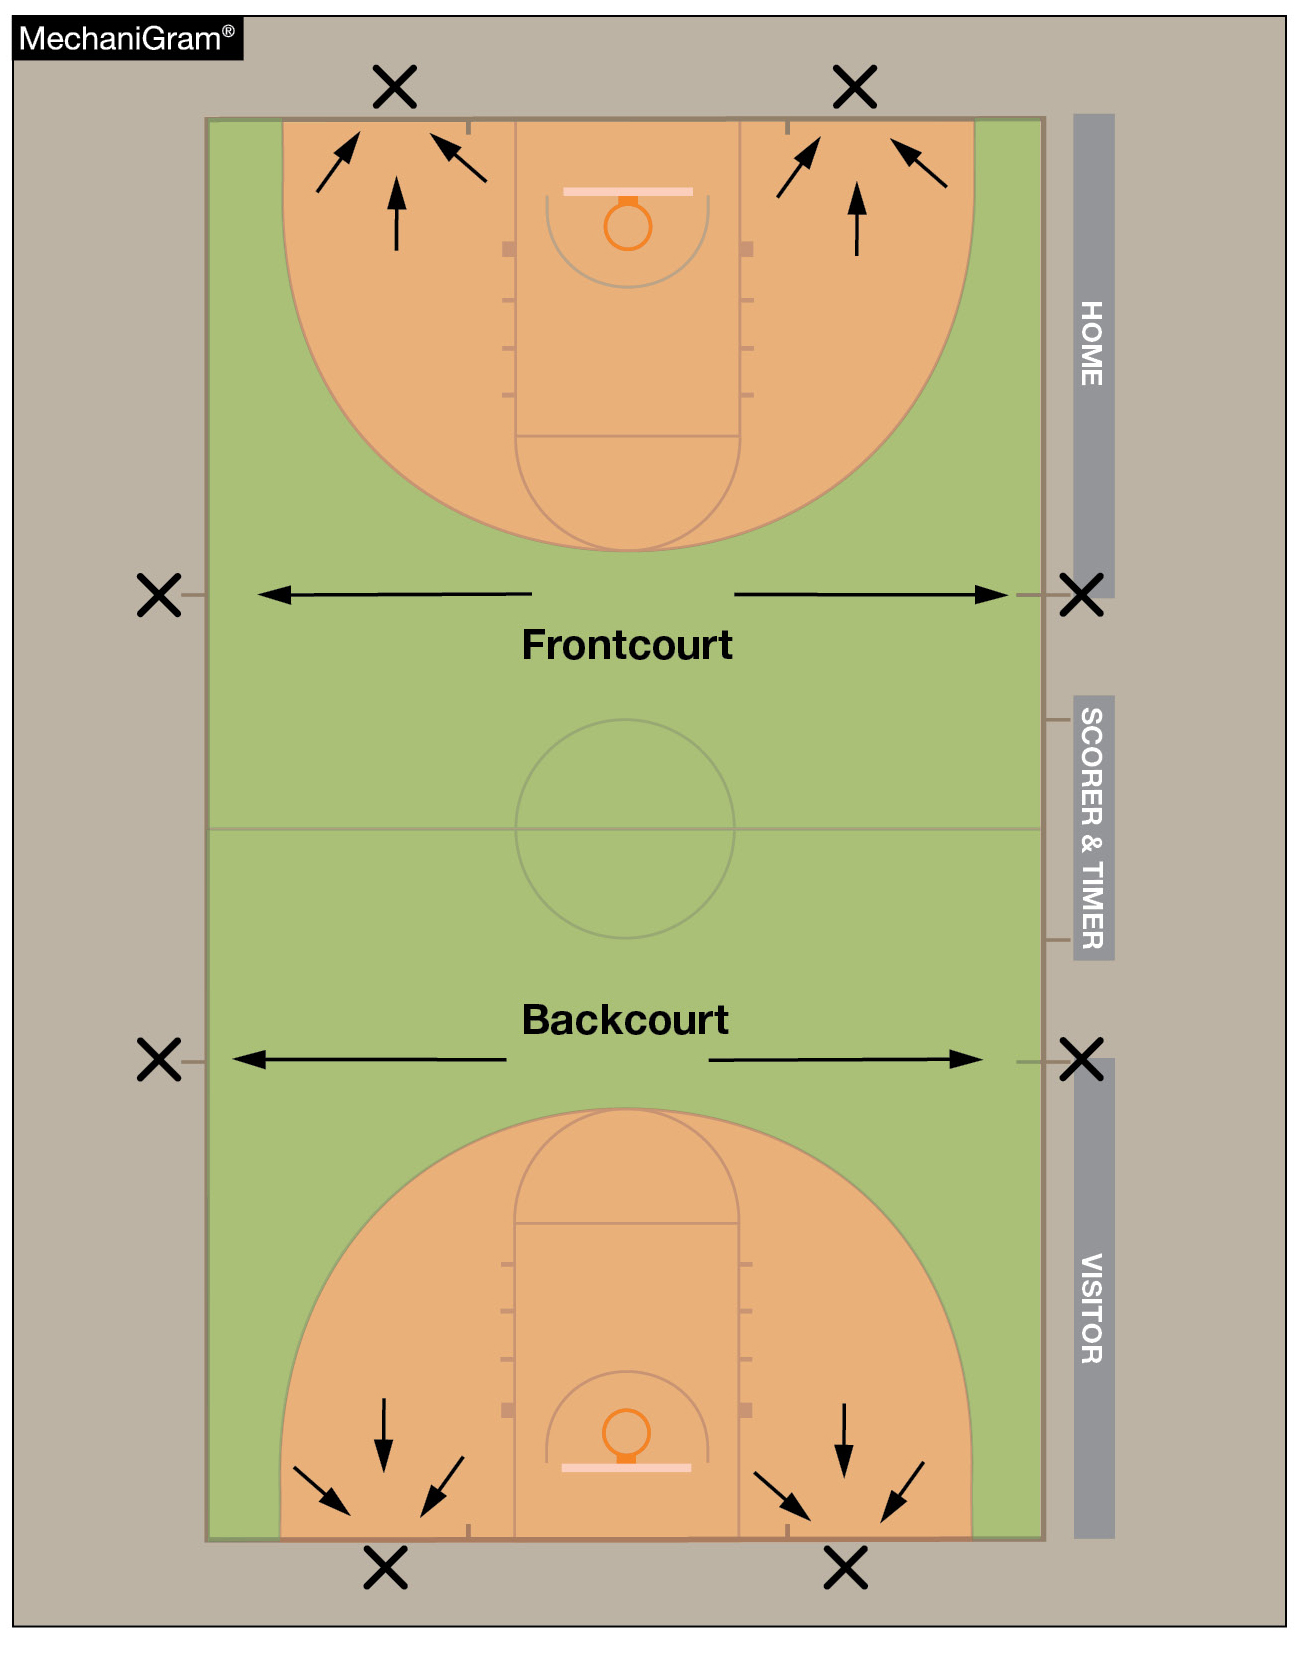 MechaniGram®
HOME
Frontcourt
SCORER & TIMER
Backcourt
VISITOR